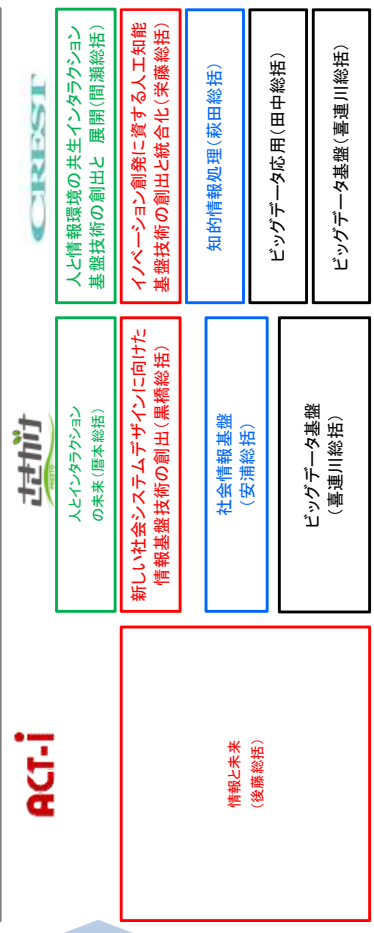 ACT-i
情報と未来
(後藤総括)
さきがけ
PRESTO
人とインタラクション
の未来(暦本総括)
新しい社会システムデザインに向けた
情報基盤技術の創出(黒橋総括)
社会情報基盤
(安浦総括)
ビッグデータ基盤
(喜連川総括)
CREST
人と情報環境の共生インタラクション
基盤技術の創出と 展開(間瀬総括)
イノベーション創発に資する人工知能
基盤技術の創出と統合化(栄藤総括)
知的情報処理(萩田総括)
ビッグデータ応用(田中総括)
ビッグデータ基盤(喜連川総括)